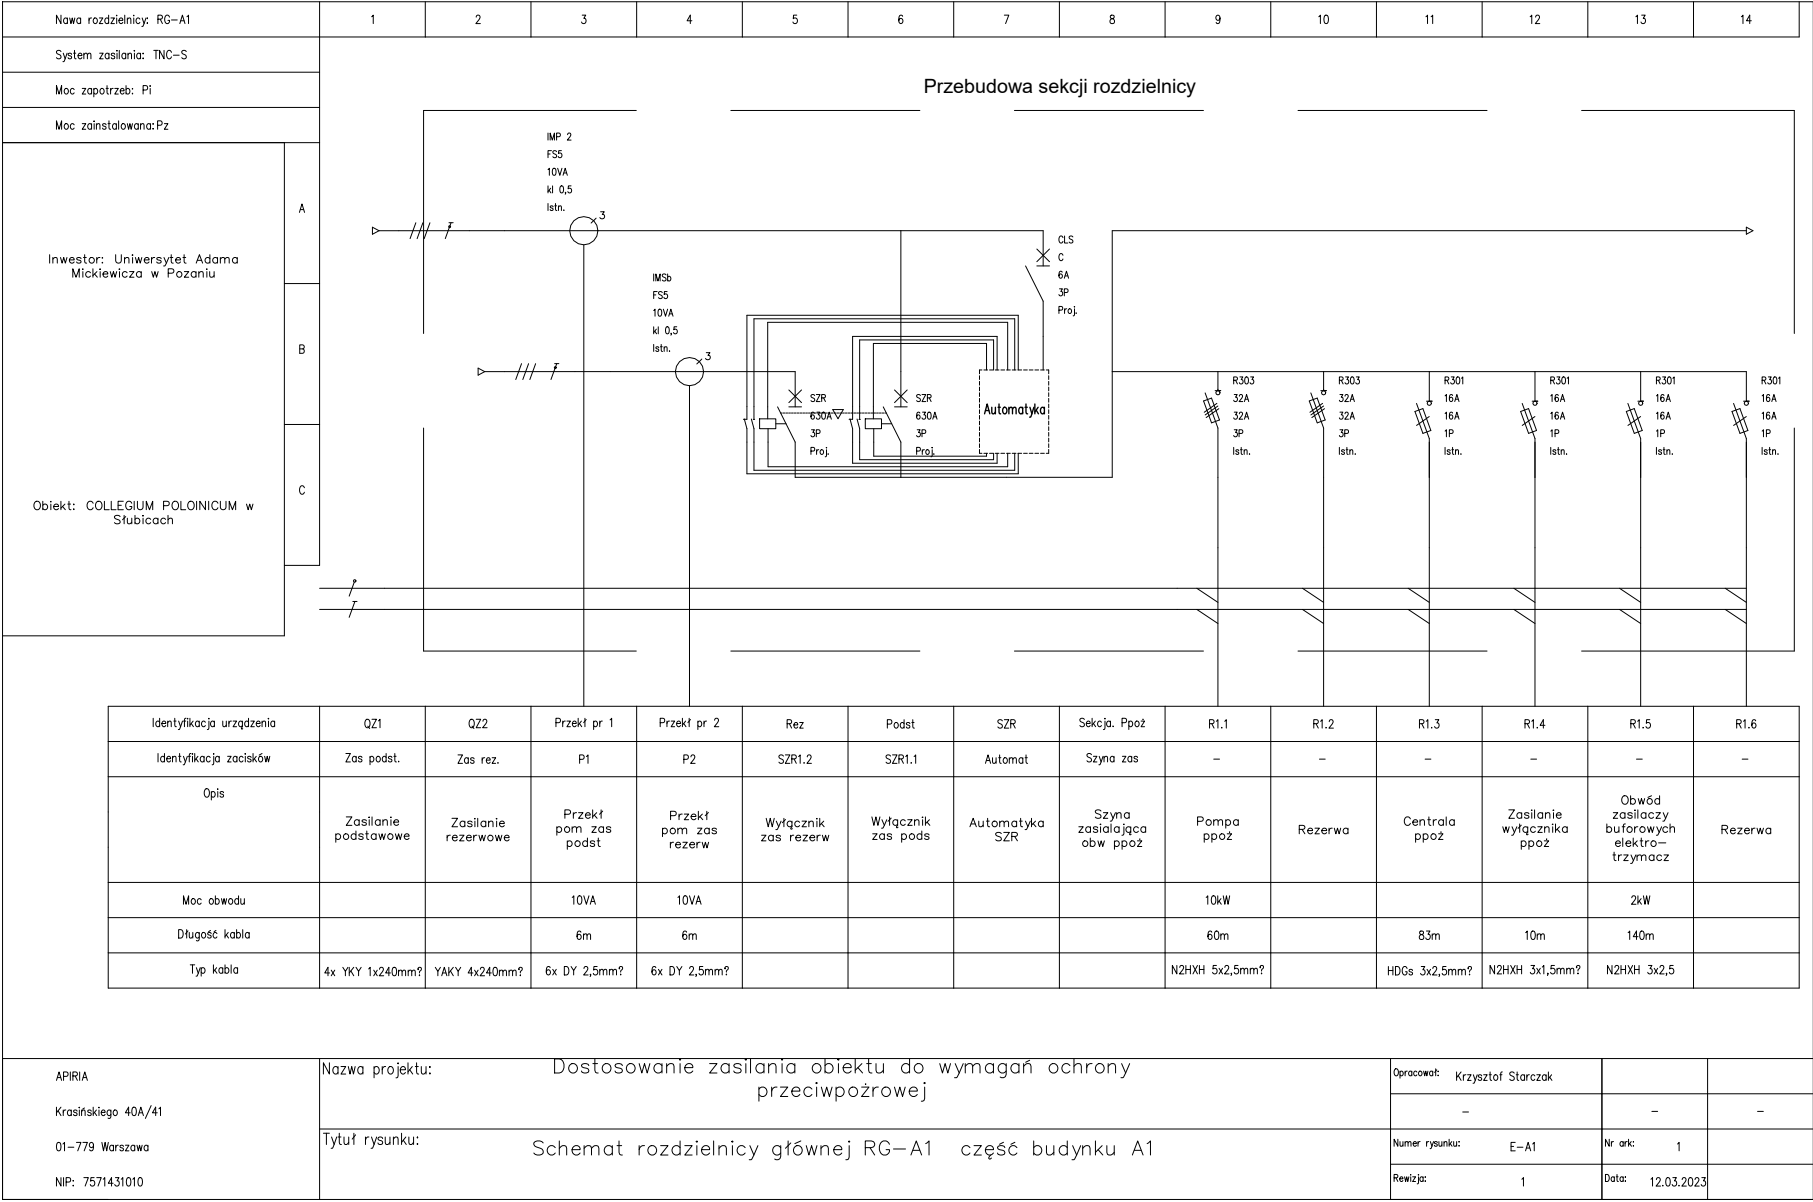 Nawa rozdzielnicy: RG-A1
1 2 3 4 5 6 7 8 9 10 11 12 13 14
System zasilania: TNC-S
Moc zapotrzeb: Pi
Moc zainstalowana: Pz
Przebudowa sekcji rozdzielnicy
A
B
C
Inwestor: Uniwersytet Adama
Mickiewicza w Pozaniu
Obiekt: COLLEGIUM POLOINICUM w
Słubicach
IMP 2
FS5
10VA
kl 0,5
Istn.
3
IMSb
FS5
10VA
kl 0,5
Istn.
3
CLS
C
6A
3P
Proj.
SZR
630A
3P
Proj.
SZR
630A
3P
Proj.
Automatyka
R303
32A
32A
3P
Istn.
R303
32A
32A
3P
Istn.
R301
16A
16A
1P
Istn.
R301
16A
16A
1P
Istn.
R301
16A
16A
1P
Istn.
R301
16A
16A
1P
Istn.
Identyfikacja urządzenia QZ1 QZ2 Przekł pr 1 Przekł pr 2 Rez Podst SZR Sekcja. Ppoż R1.1 R1.2 R1.3 R1.4 R1.5 R1.6
Identyfikacja zacisków Zas podst. Zas rez. P1 P2 SZR1.2 SZR1.1 Automat Szyna zas - - - - - -
Opis
Zasilanie
podstawowe
Zasilanie
rezerwowe
Przekł
pom zas
podst
Przekł
pom zas
rezerw
Wyłącznik
zas rezerw
Wyłącznik
zas pods
Automatyka
SZR
Szyna
zasialająca
obw ppoż
Pompa
ppoż
Rezerwa
Centrala
ppoż
Zasilanie
wyłącznika
ppoż
Obwód
zasilaczy
buforowych
elektro-
trzymacz
Rezerwa
Moc obwodu 10VA 10VA 10kW 2kW
Długość kabla 6m 6m 60m 83m 10m 140m
Typ kabla 4x YKY 1x240mm? YAKY 4x240mm? 6x DY 2,5mm? 6x DY 2,5mm? N2HXH 5x2,5mm? HDGs 3x2,5mm? N2HXH 3x1,5mm? N2HXH 3x2,5
APIRIA
Krasińskiego 40A/41
01-779 Warszawa
NIP: 7571431010
Nazwa projektu:
Dostosowanie zasilania obiektu do wymagań ochrony
przeciwpożrowej
Tytuł rysunku:
Schemat rozdzielnicy głównej RG-A1 część budynku A1
Opracował: Krzysztof Starczak
- - -
Numer rysunku: E-A1 Nr ark: 1
Rewizja: 1 Data: 12.03.2023